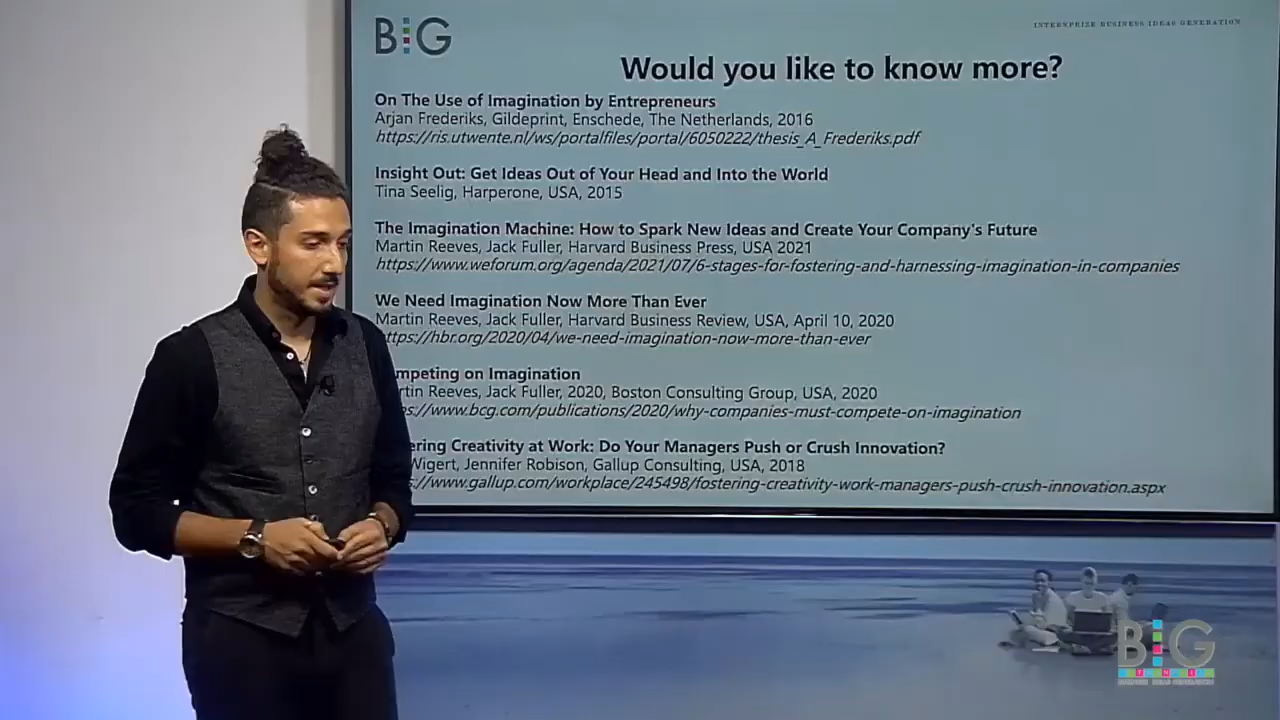 BiG
INTERNPRIZE BUSINESS IDEAS GENERATION
Would you like to know more?
On The Use of Imagination by Entrepreneurs
Arjan Frederiks, Gildeprint, Enschede, The Netherlands, 2016
https://ris.utwente.nl/ws/portalfiles/portal/6050222/thesis_A_Frederiks.pdf
Insight Out: Get Ideas Out of Your Head and Into the World
Tina Seelig, Harperone, USA, 2015
The Imagination Machine: How to Spark New Ideas and Create Your Company's Future
Martin Reeves, Jack Fuller, Harvard Business Press, USA 2021
https://www.weforum.org/agenda/2021/07/6-stages-for-fostering-and-harnessing-imagination-in-companies
We Need Imagination Now More Than Ever
Martin Reeves, Jack Fuller, Harvard Business Review, USA, April 10, 2020
https://hbr.org/2020/04/we-need-imagination-now-more-than-ever
mpeting on Imagination
rtin Reeves, Jack Fuller, 2020, Boston Consulting Group, USA, 2020
s://www.bcg.com/publications/2020/why-companies-must-compete-on-imagination
ering Creativity at Work: Do Your Managers Push or Crush Innovation?
Wigert, Jennifer Robison, Gallup Consulting, USA, 2018
://www.gallup.com/workplace/245498/fostering-creativity-work-managers-push-crush-innovation.aspx
BiG
IDEAS GENERATION